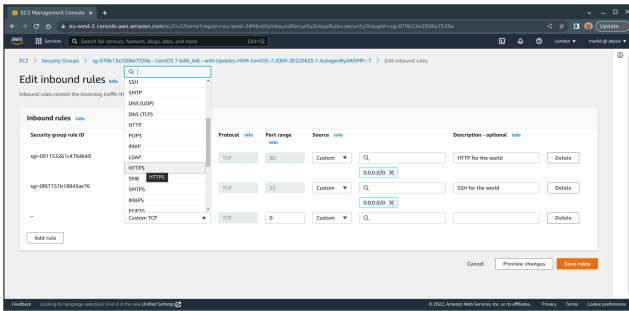 EC2 Management Console
eu-west-2.console.aws.amazon.com/ec2/v2/home?region=eu-west-2#ModifyInboundSecurityGroupRules:securityGroupId=sg-079b13e2506e7539a
Update
aws
Services
Search for services, features, blogs, docs, and more
[Alt+S]
London
markd @ abyxia
EC2 > Security Groups > sg-079b13e2506e7539a - CentOS 7 (x86_64) - with Updates HVM-CentOS-7.2009-20220825.1-AutogenByAWSMP--7 > Edit inbound rules
Edit inbound rules Info
Inbound rules control the incoming traffic th
Inbound rules Info
Security group rule ID
Protocol Info
Port range Info
Source Info
Description - optional Info
SSH
SMTP
DNS (UDP)
DNS (TCP)
HTTP
POP3
IMAP
LDAP
HTTPS
SMB
HTTPS
SMTPS
IMAPS
POP3S
sgr-091153261c4784b49
TCP
80
Custom
HTTP for the world
Delete
0.0.0.0/0
sgr-0f67151b18843ae76
TCP
22
Custom
SSH for the world
Delete
0.0.0.0/0
–
Custom TCP
TCP
0
Custom
Delete
Add rule
Cancel
Preview changes
Save rules
Feedback
Looking for language selection? Find it in the new Unified Settings
© 2022, Amazon Web Services, Inc. or its affiliates.
Privacy
Terms
Cookie preferences